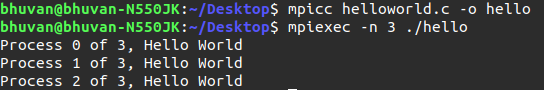 bhuvan@bhuvan-N550JK:~/Desktop$ mpicc helloworld.c -o hello
bhuvan@bhuvan-N550JK:~/Desktop$ mpiexec -n 3 ./hello
Process 0 of 3, Hello World
Process 1 of 3, Hello World
Process 2 of 3, Hello World